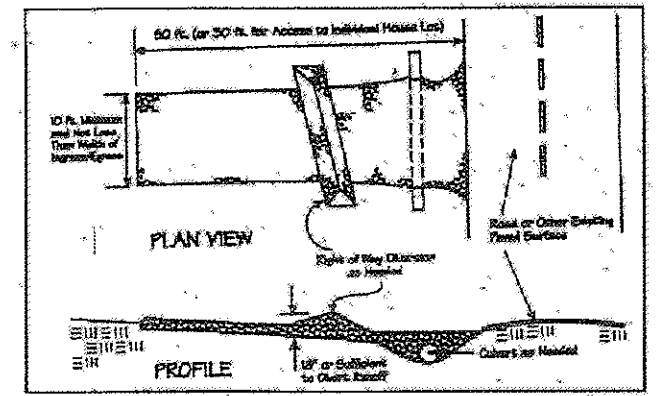 50 ft. (or 30 ft. for Access to Individual House Lot)
10 ft. Minimum
and Not Less
Than Width of
Ingress/Egress
PLAN VIEW
Right of Way Diversion
as Needed
Road or Other Existing
Paved Surface
PROFILE
18" or Sufficient
to Divert Runoff
Culvert as Needed